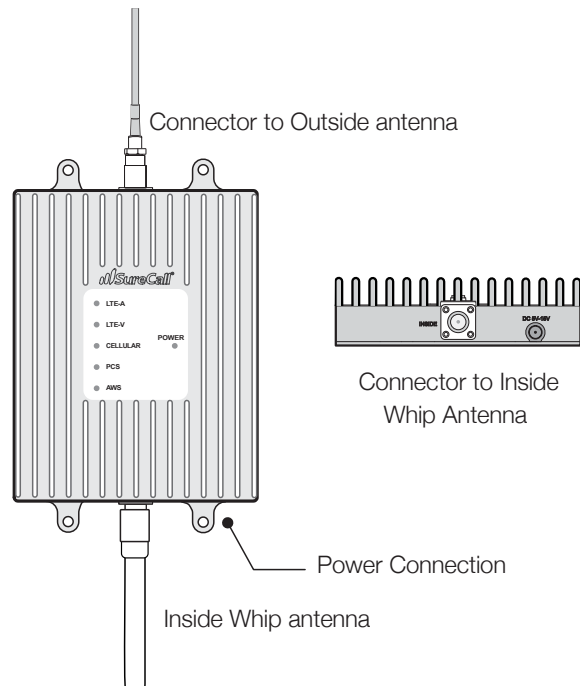 Connector to Outside antenna
SureCall®
LTE-A
LTE-V
CELLULAR
POWER
PCS
AWS
INSIDE
DC 5V-15V
Connector to Inside
Whip Antenna
Power Connection
Inside Whip antenna